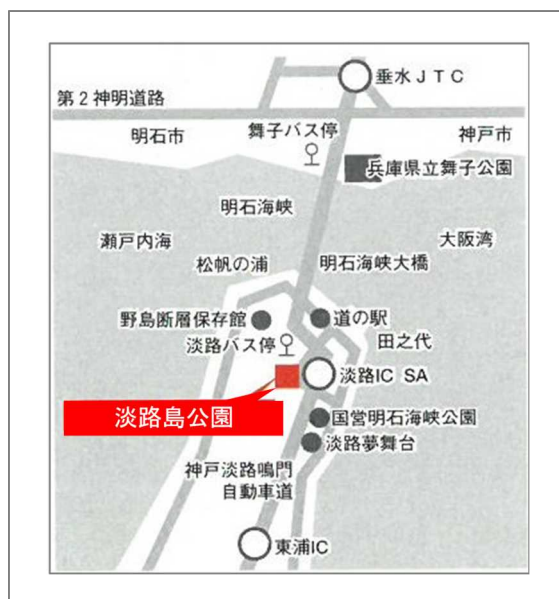 垂水ＪＴＣ
第２神明道路
明石市
舞子バス停
神戸市
兵庫県立舞子公園
明石海峡
瀬戸内海
大阪湾
松帆の浦
明石海峡大橋
野島断層保存館
道の駅
淡路バス停
田之代
淡路IC SA
淡路島公園
国営明石海峡公園
淡路夢舞台
神戸淡路鳴門
自動車道
東浦IC